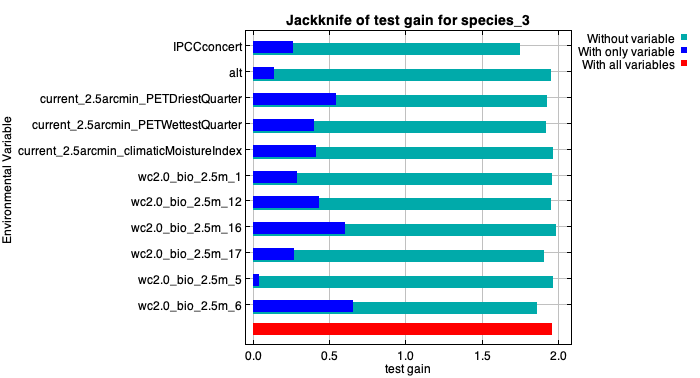 Jackknife of test gain for species_3
Without variable
With only variable
With all variables
Environmental Variable
IPCCconcert
alt
current_2.5arcmin_PETDriestQuarter
current_2.5arcmin_PETWettestQuarter
current_2.5arcmin_climaticMoistureIndex
wc2.0_bio_2.5m_1
wc2.0_bio_2.5m_12
wc2.0_bio_2.5m_16
wc2.0_bio_2.5m_17
wc2.0_bio_2.5m_5
wc2.0_bio_2.5m_6
0.0 0.5 1.0 1.5 2.0
test gain